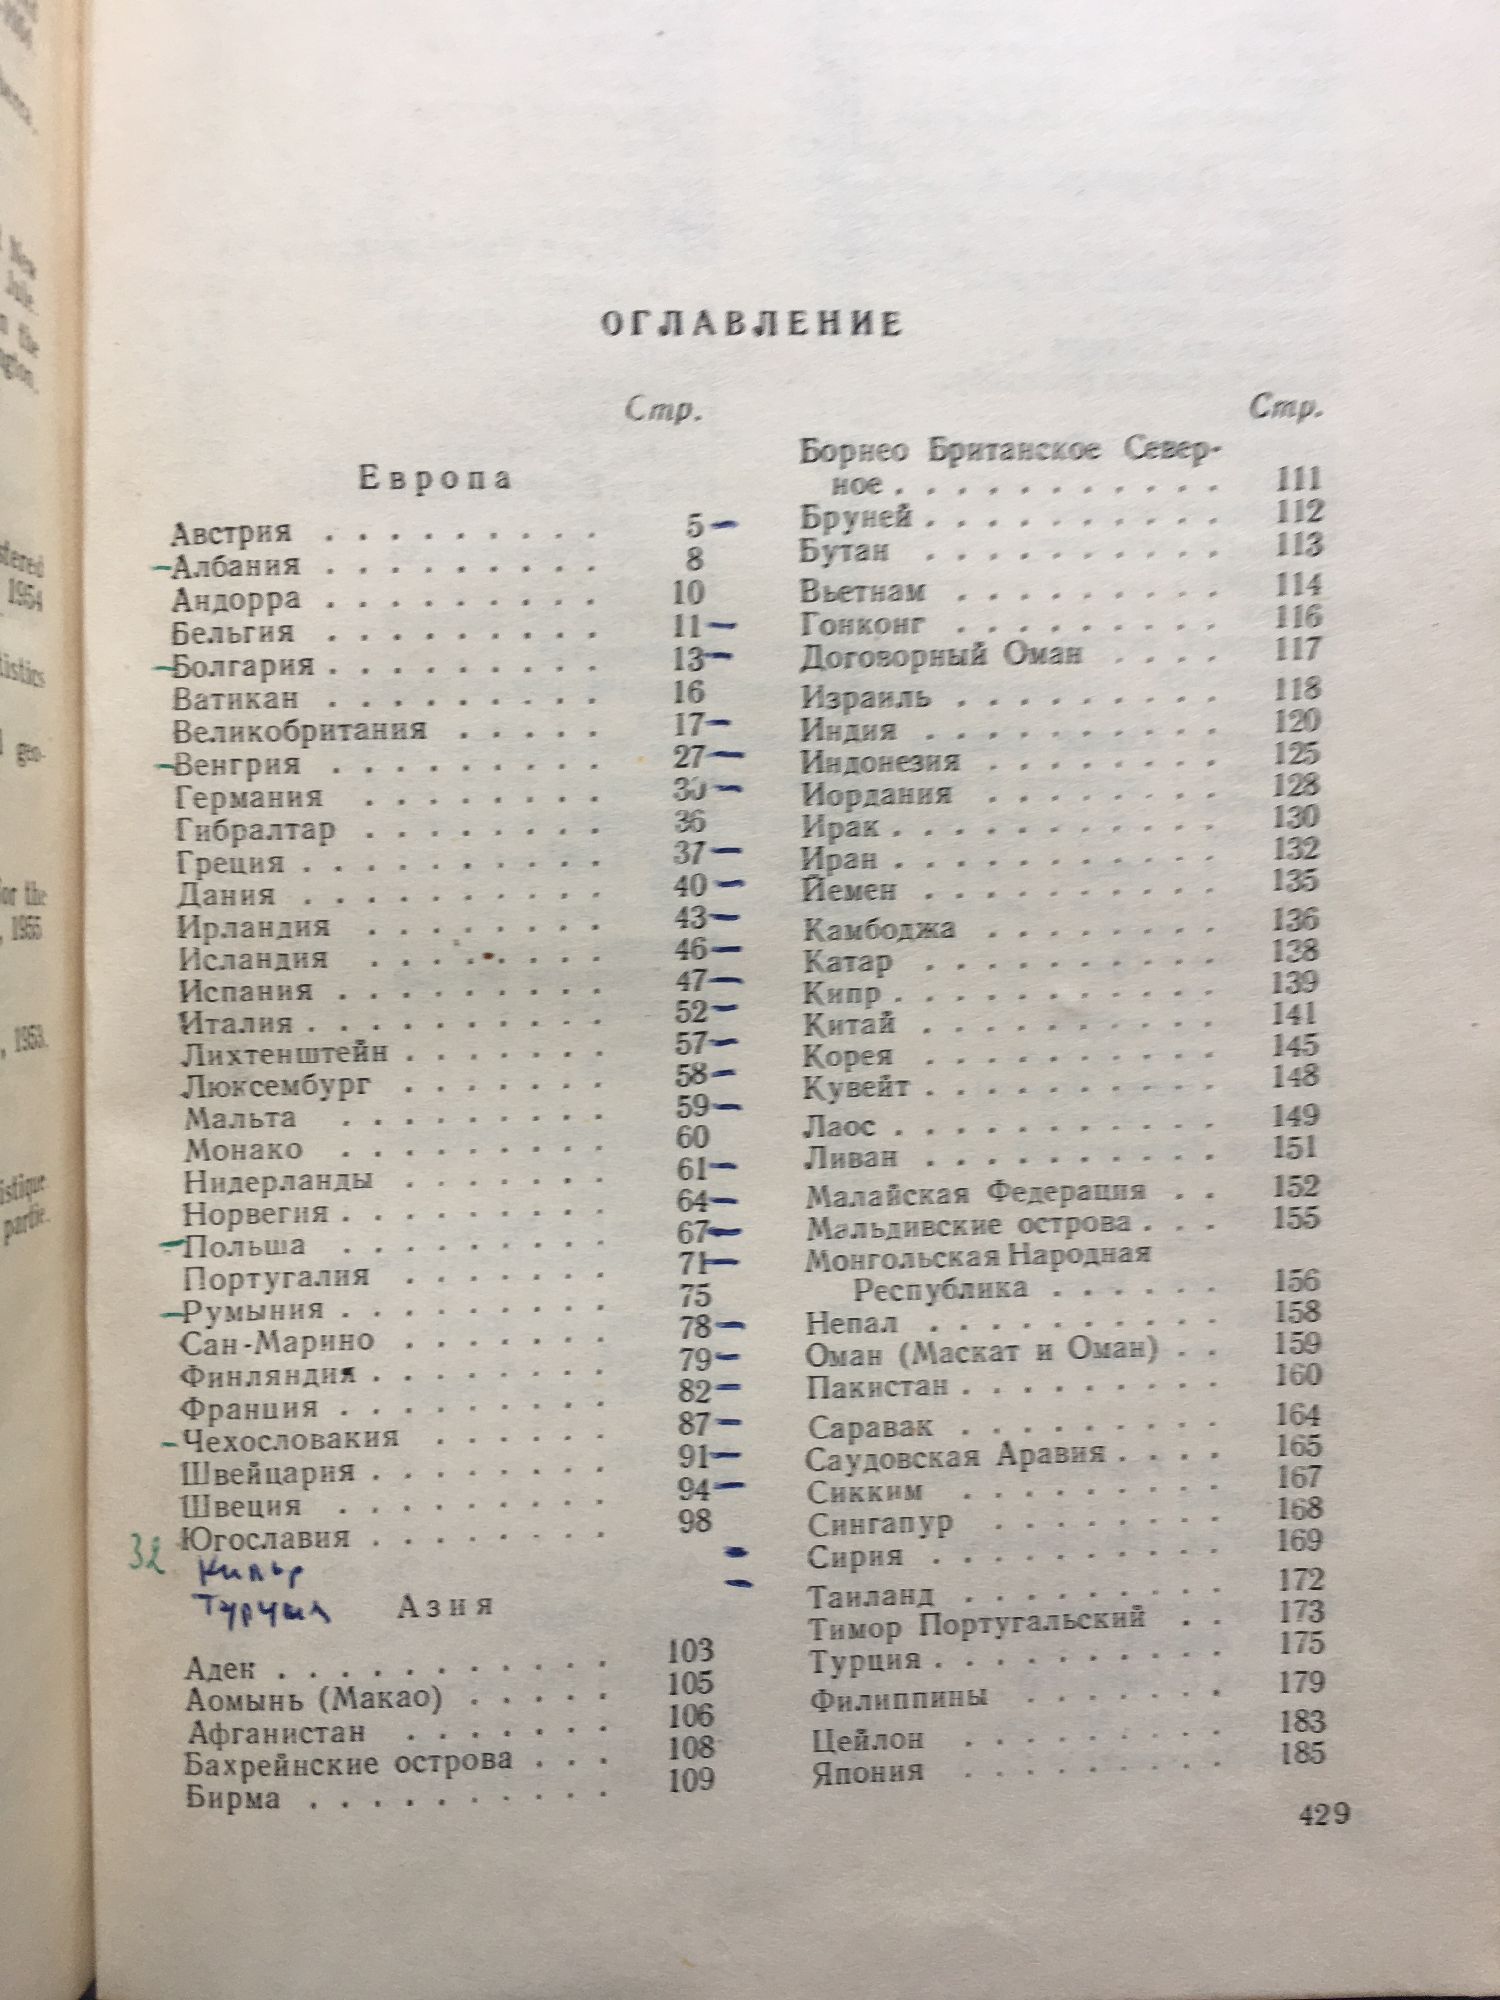 ОГЛАВЛЕНИЕ
Стр.
Европа
Австрия . . . . . . . . . 5
Албания . . . . . . . . . 8
Андорра . . . . . . . . . 10
Бельгия . . . . . . . . . 11
Болгария . . . . . . . . . 13
Ватикан . . . . . . . . . 16
Великобритания . . . . . 17
Венгрия . . . . . . . . . 27
Германия . . . . . . . . 30
Гибралтар . . . . . . . . 36
Греция . . . . . . . . . . 37
Дания . . . . . . . . . . 40
Ирландия . . . . . . . . 43
Исландия . . . . . . . . 46
Испания . . . . . . . . . 47
Италия . . . . . . . . . . 52
Лихтенштейн . . . . . . . 57
Люксембург . . . . . . . 58
Мальта . . . . . . . . . 59
Монако . . . . . . . . . 60
Нидерланды . . . . . . . 61
Норвегия . . . . . . . . . 64
Польша . . . . . . . . . 67
Португалия . . . . . . . 71
Румыния . . . . . . . . . 75
Сан-Марино . . . . . . . 78
Финляндия . . . . . . . . 79
Франция . . . . . . . . . 82
Чехословакия . . . . . . 87
Швейцария . . . . . . . . 91
Швеция . . . . . . . . . 94
Югославия . . . . . . . . 98
32
Кипр
Турция
Азия
Адек . . . . . . . . . . . 103
Аомынь (Макао) . . . . . 105
Афганистан . . . . . . . 106
Бахрейнские острова . . . 108
Бирма . . . . . . . . . . 109
Стр.
Борнео Британское Север-
ное . . . . . . . . . . . 111
Бруней . . . . . . . . . . 112
Бутан . . . . . . . . . . 113
Вьетнам . . . . . . . . . 114
Гонконг . . . . . . . . . 116
Договорный Оман . . . . 117
Израиль . . . . . . . . . 118
Индия . . . . . . . . . . 120
Индонезия . . . . . . . . 125
Иордания . . . . . . . . 128
Ирак . . . . . . . . . . . 130
Иран . . . . . . . . . . . 132
Йемен . . . . . . . . . . 135
Камбоджа . . . . . . . . 136
Катар . . . . . . . . . . 138
Кипр . . . . . . . . . . . 139
Китай . . . . . . . . . . 141
Корея . . . . . . . . . . 145
Кувейт . . . . . . . . . . 148
Лаос . . . . . . . . . . . 149
Ливан . . . . . . . . . . 151
Малайская Федерация . . 152
Мальдивские острова . . . 155
Монгольская Народная
Республика . . . . . . 156
Непал . . . . . . . . . . 158
Оман (Маскат и Оман) . . 159
Пакистан . . . . . . . . . 160
Саравак . . . . . . . . . 164
Саудовская Аравия . . . . 165
Сикким . . . . . . . . . 167
Сингапур . . . . . . . . 168
Сирия . . . . . . . . . . 169
Таиланд . . . . . . . . . 172
Тимор Португальский . . 173
Турция . . . . . . . . . . 175
Филиппины . . . . . . . 179
Цейлон . . . . . . . . . 183
Япония . . . . . . . . . 185
429